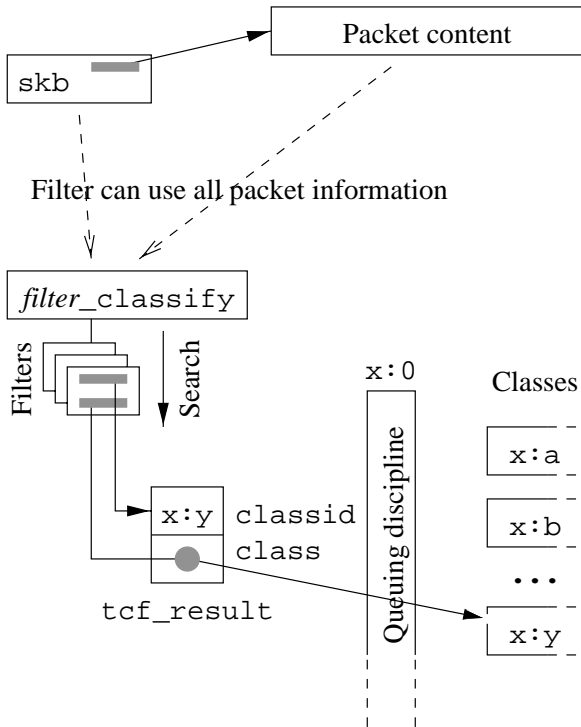 Packet content
skb
Filter can use all packet information
filter_classify
Filters
Search
x:0
Classes
Queuing discipline
x:a
x:y
classid
x:b
class
...
tcf_result
x:y